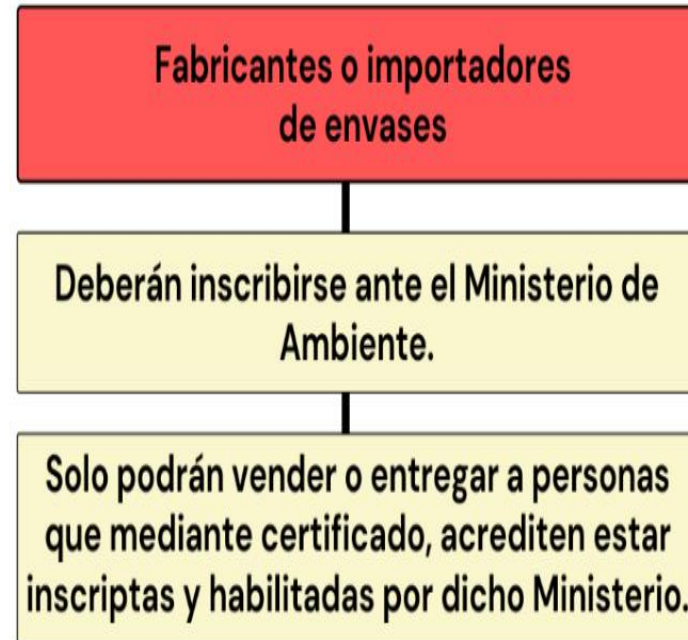 Fabricantes o importadores
de envases
Deberán inscribirse ante el Ministerio de
Ambiente.
Solo podrán vender o entregar a personas
que mediante certificado, acrediten estar
inscriptas y habilitadas por dicho Ministerio.